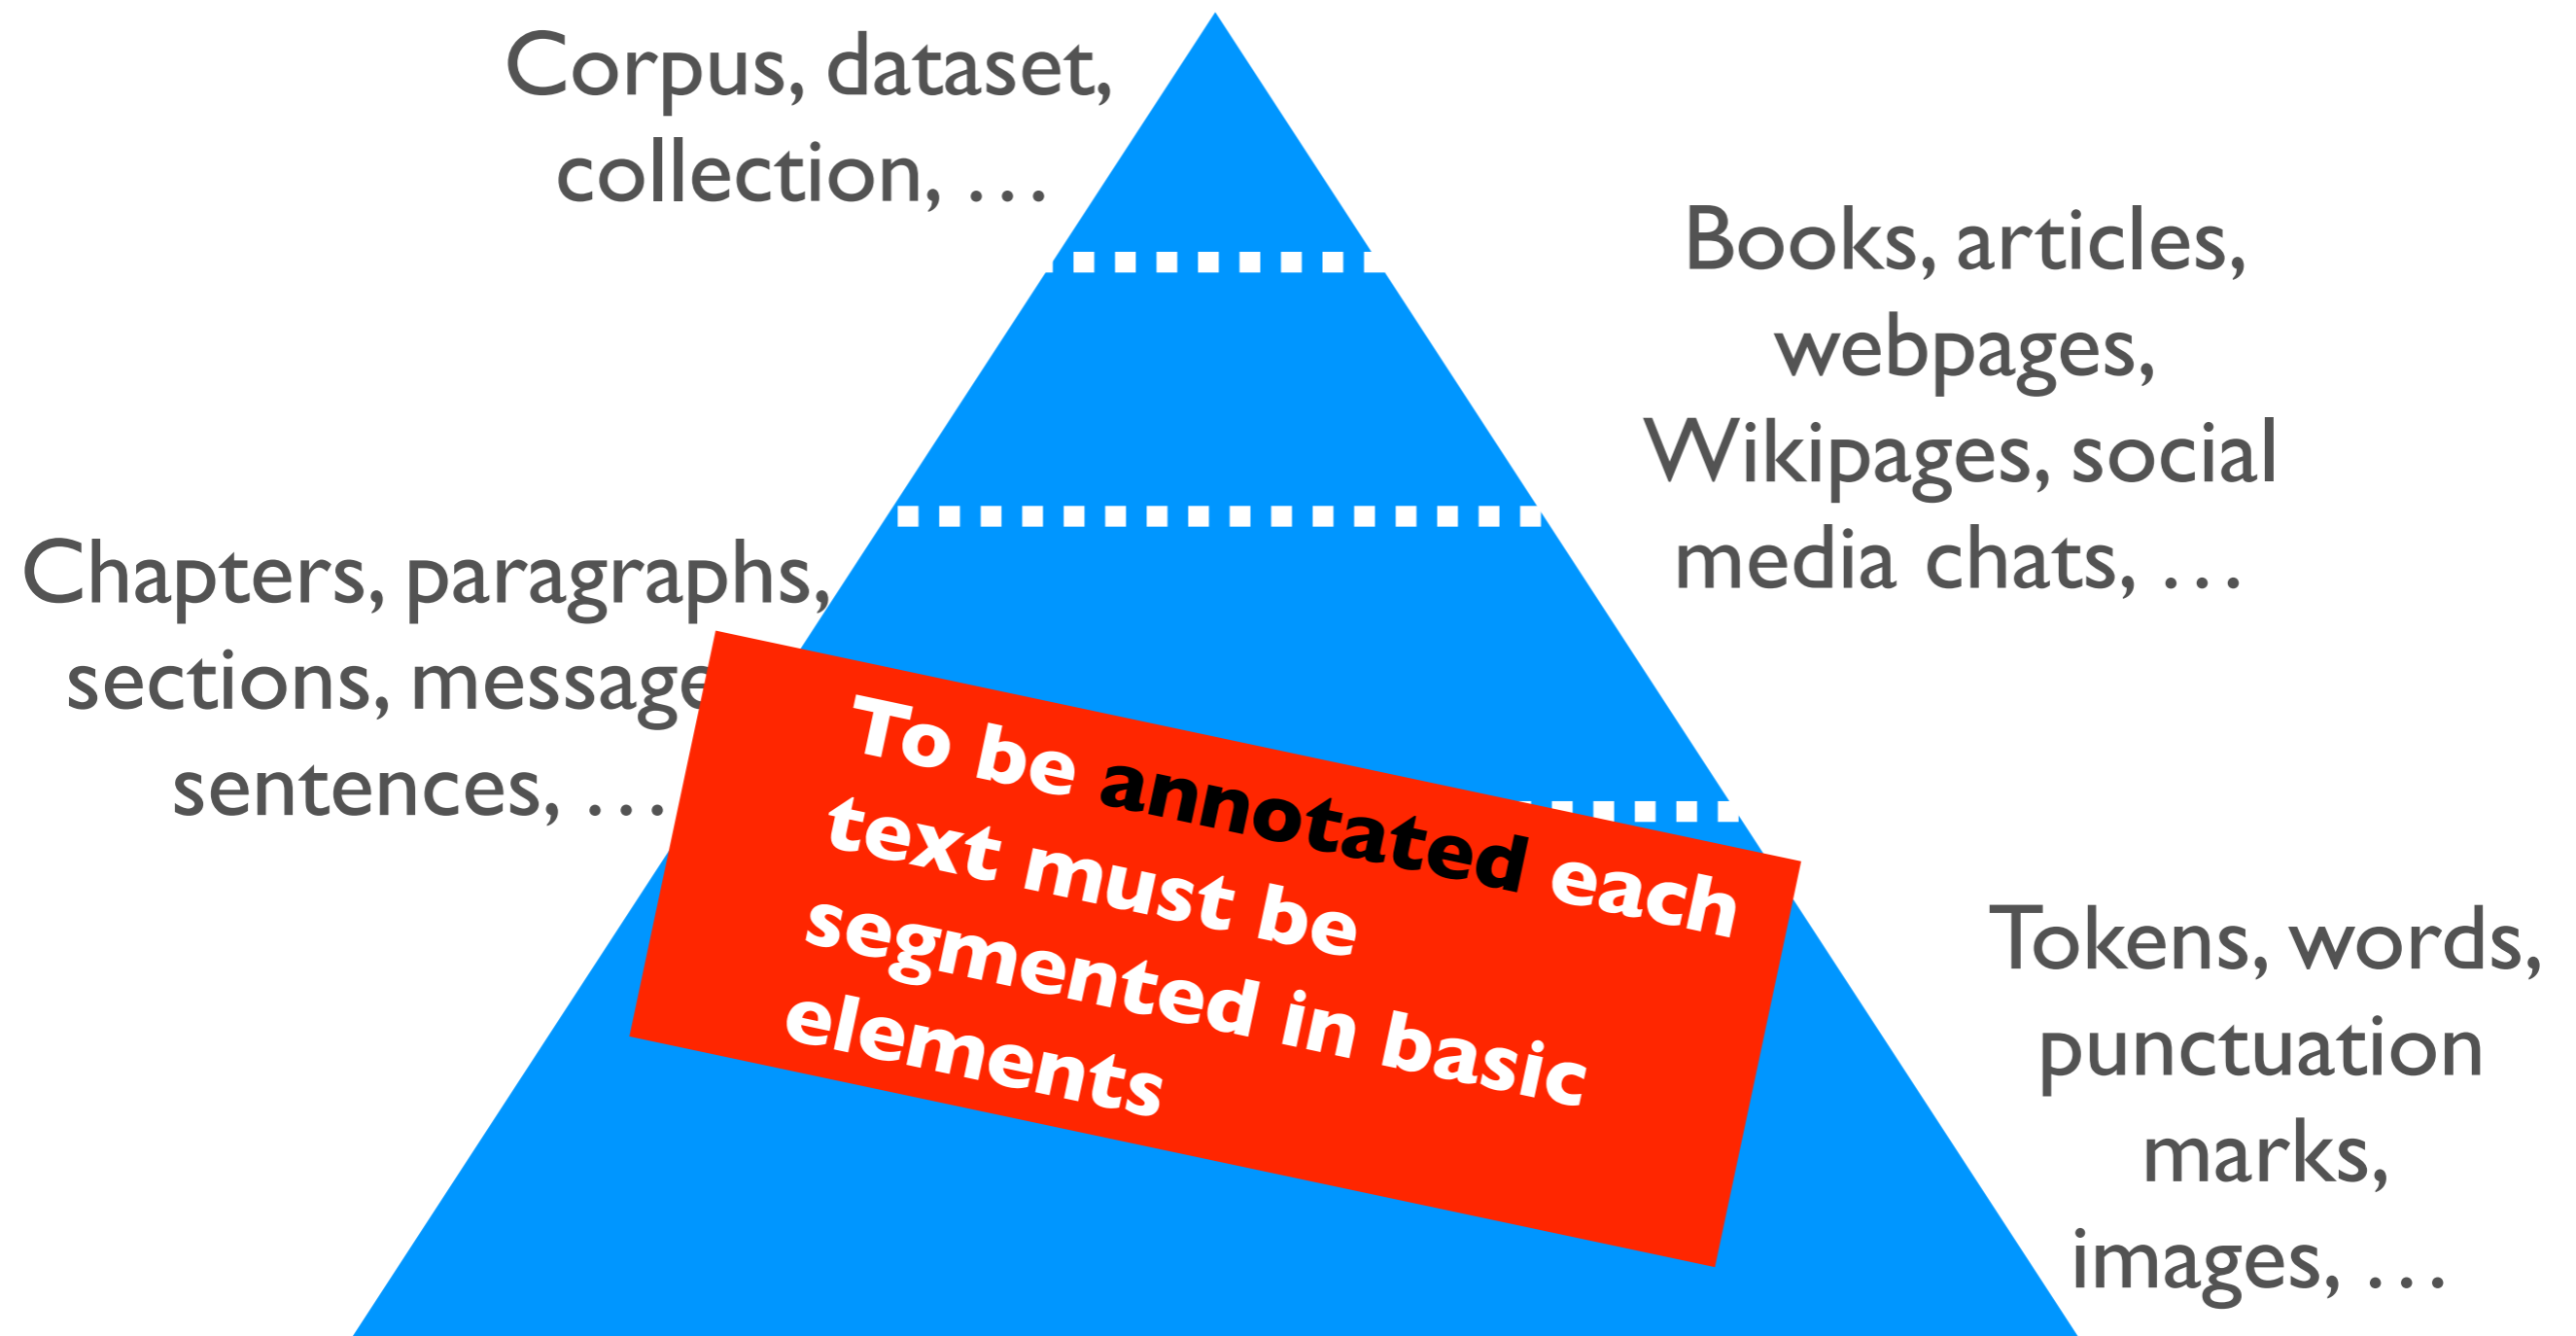 Corpus, dataset,
collection, …
Books, articles,
webpages,
Wikipages, social
media chats, …
Chapters, paragraphs,
sections, message
sentences, …
To be annotated each
text must be
segmented in basic
elements
Tokens, words,
punctuation
marks,
images, …